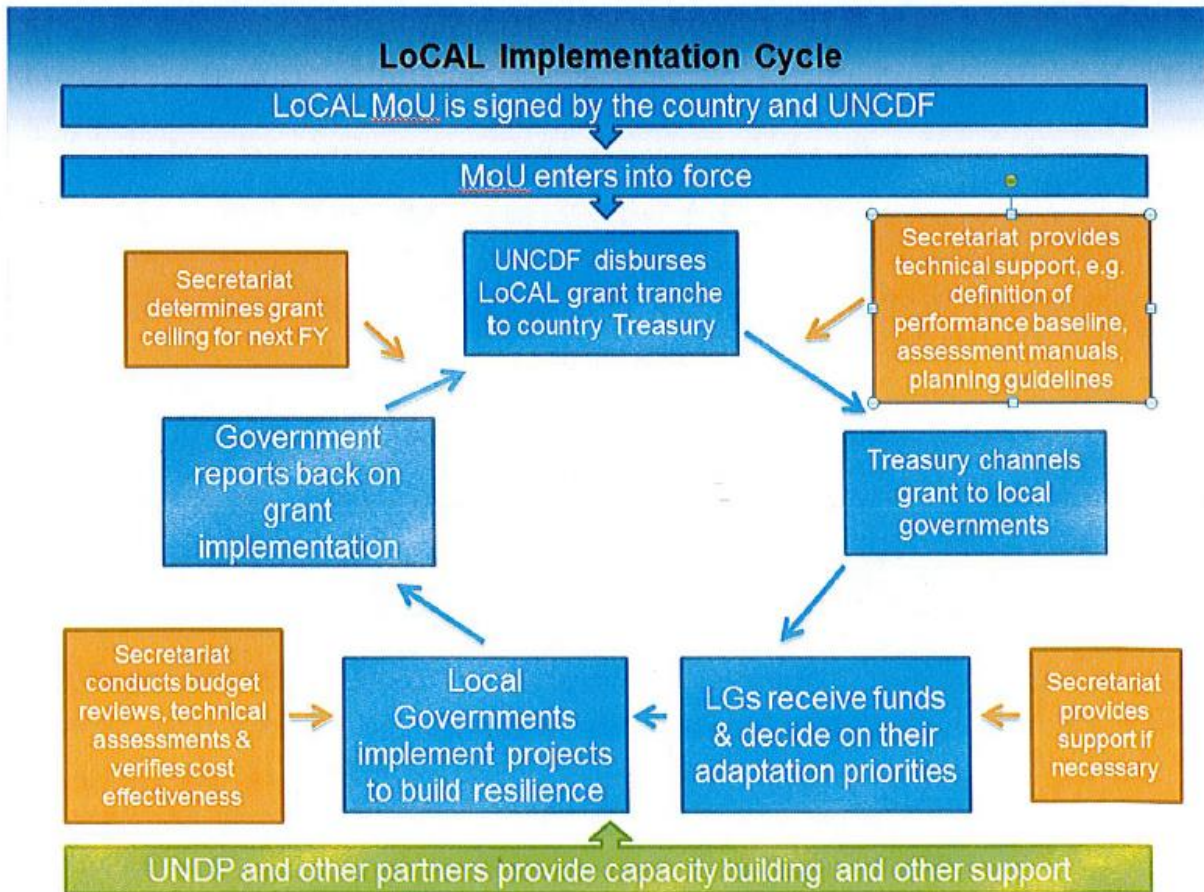 LoCAL Implementation Cycle
LoCAL MoU is signed by the country and UNCDF
MoU enters into force
UNCDF disburses
LoCAL grant tranche
to country Treasury
Secretariat provides
technical support, e.g.
definition of
performance baseline,
assessment manuals,
planning guidelines
Secretariat
determines grant
ceiling for next FY
Government
reports back on
grant
implementation
Treasury channels
grant to local
governments
Secretariat
conducts budget
reviews, technical
assessments &
verifies cost
effectiveness
Local
Governments
implement projects
to build resilience
LGs receive funds
& decide on their
adaptation priorities
Secretariat
provides
support if
necessary
UNDP and other partners provide capacity building and other support